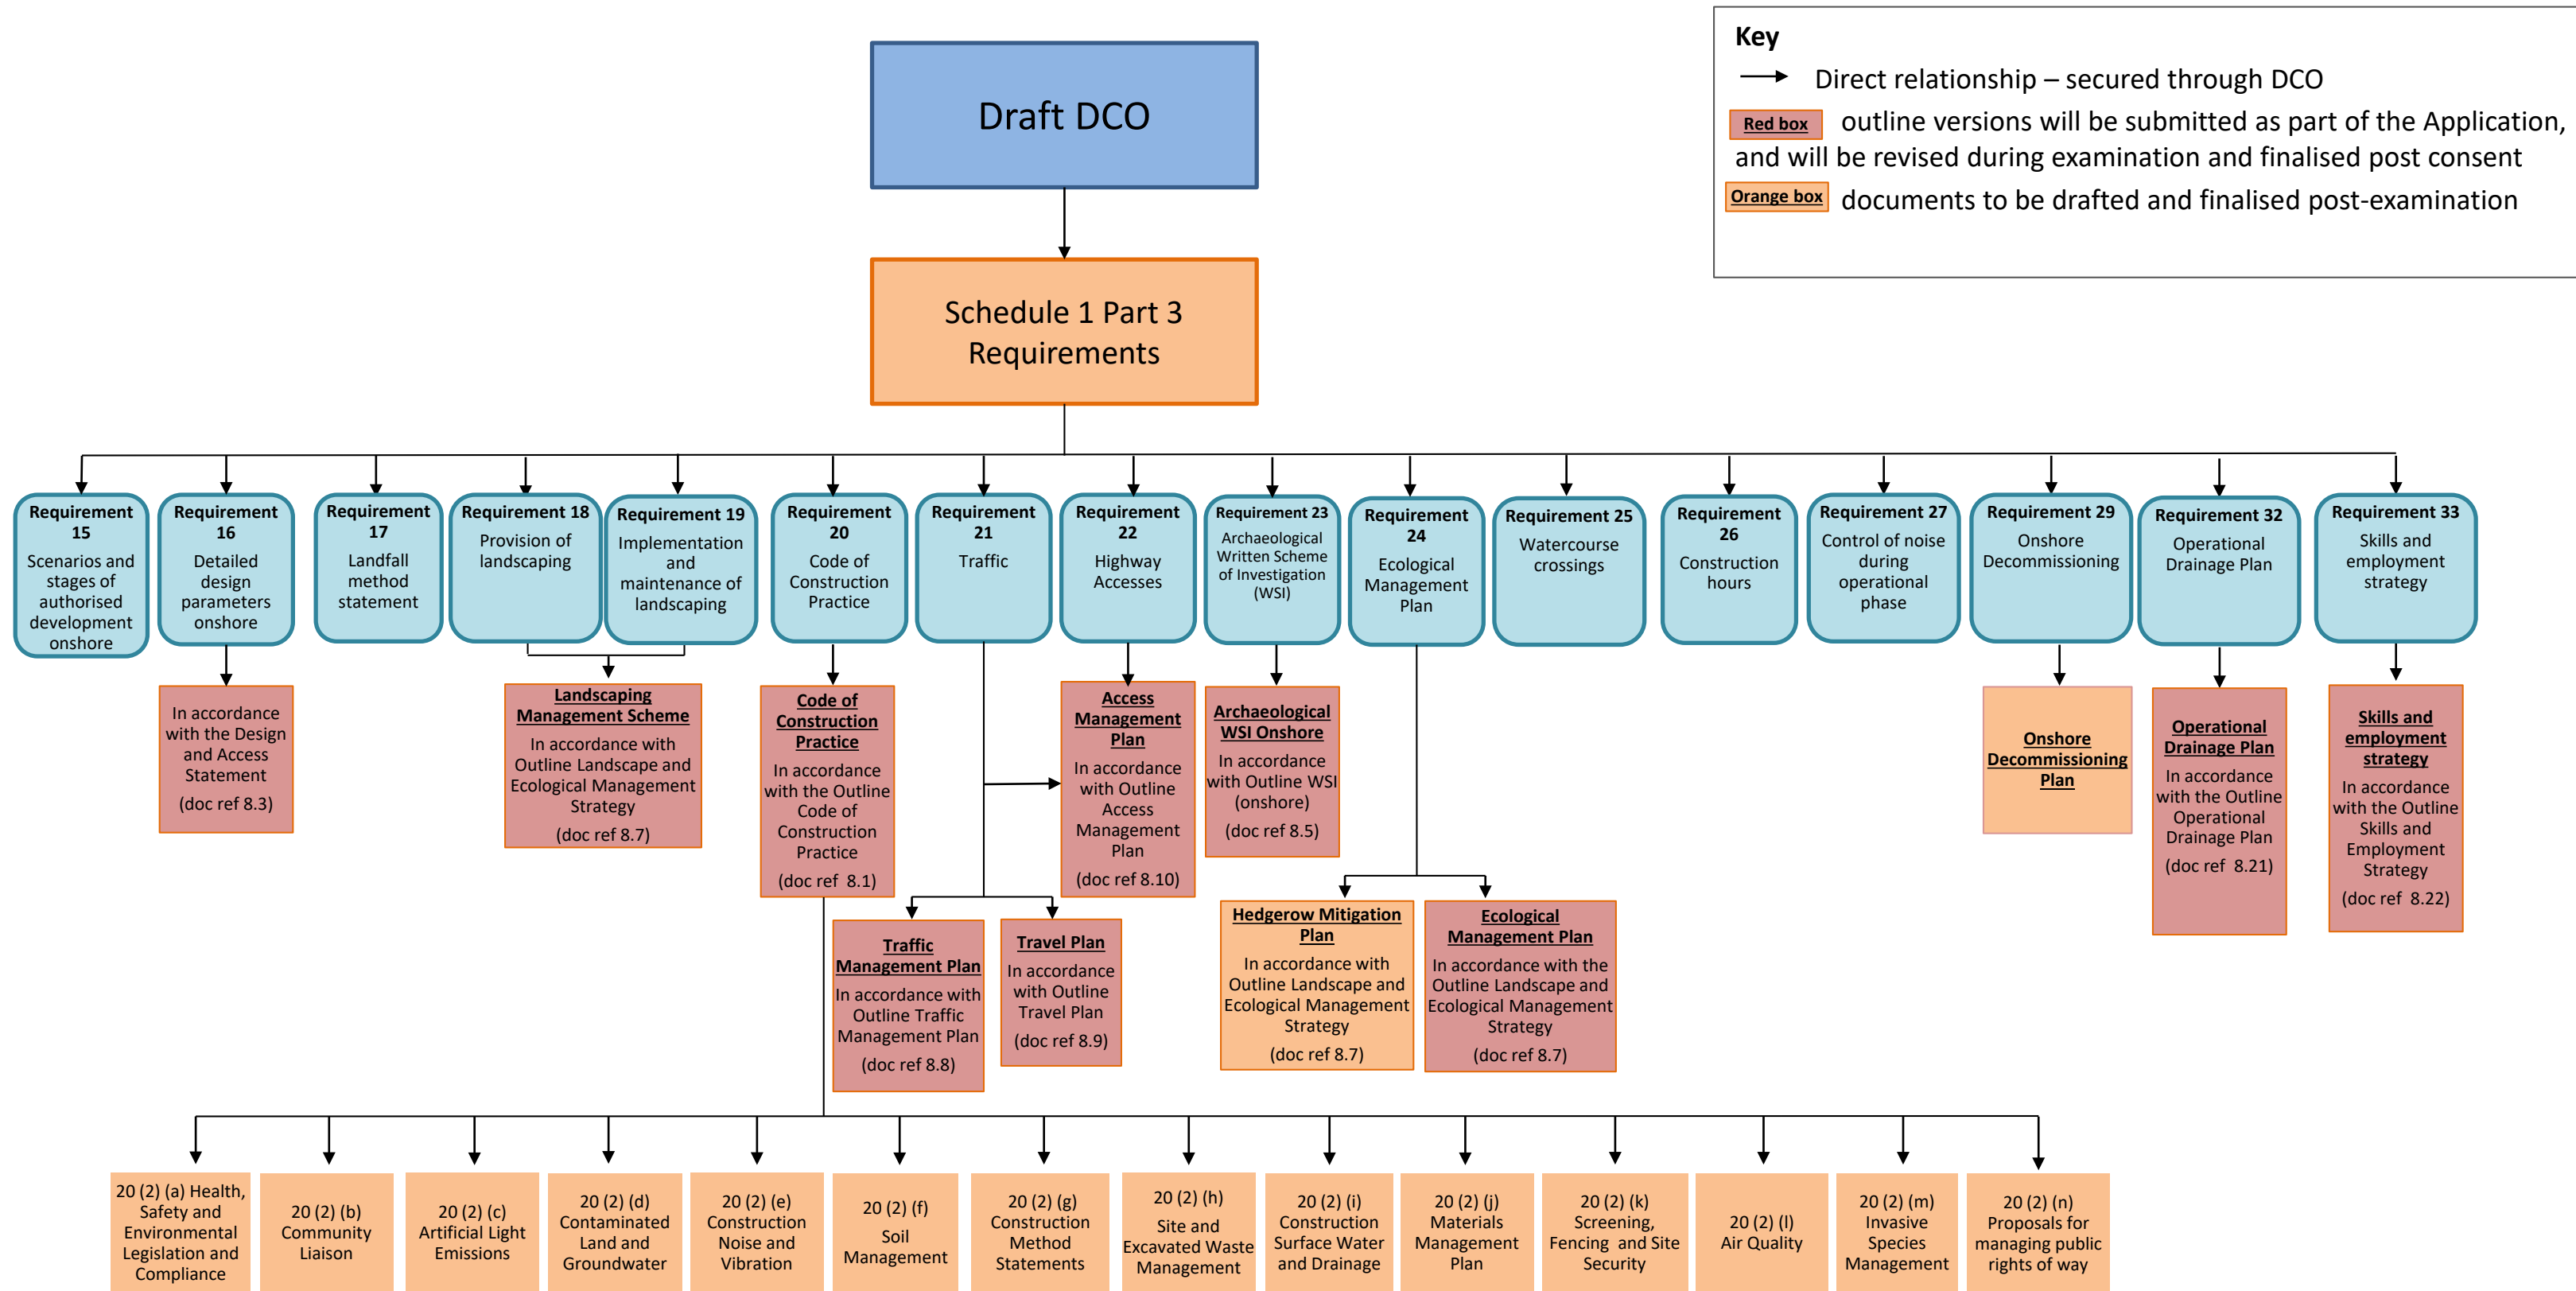 Key
Direct relationship – secured through DCO
Red box outline versions will be submitted as part of the Application,
and will be revised during examination and finalised post consent
Orange box documents to be drafted and finalised post-examination
Draft DCO
Schedule 1 Part 3
Requirements
Requirement
15
Scenarios and
stages of
authorised
development
onshore
Requirement
16
Detailed
design
parameters
onshore
Requirement
17
Landfall
method
statement
Requirement 18
Provision of
landscaping
Requirement 19
Implementation
and
maintenance of
landscaping
Requirement
20
Code of
Construction
Practice
Requirement
21
Traffic
Requirement
22
Highway
Accesses
Requirement 23
Archaeological
Written Scheme
of Investigation
(WSI)
Requirement
24
Ecological
Management
Plan
Requirement 25
Watercourse
crossings
Requirement
26
Construction
hours
Requirement 27
Control of noise
during
operational
phase
Requirement 29
Onshore
Decommissioning
Requirement 32
Operational
Drainage Plan
Requirement 33
Skills and
employment
strategy
In accordance
with the Design
and Access
Statement
(doc ref 8.3)
Landscaping
Management Scheme
In accordance with
Outline Landscape and
Ecological Management
Strategy
(doc ref 8.7)
Code of
Construction
Practice
In accordance
with the Outline
Code of
Construction
Practice
(doc ref 8.1)
Access
Management
Plan
In accordance
with Outline
Access
Management
Plan
(doc ref 8.10)
Archaeological
WSI Onshore
In accordance
with Outline WSI
(onshore)
(doc ref 8.5)
Onshore
Decommissioning
Plan
Operational
Drainage Plan
In accordance
with the Outline
Operational
Drainage Plan
(doc ref 8.21)
Skills and
employment
strategy
In accordance
with the Outline
Skills and
Employment
Strategy
(doc ref 8.22)
Traffic
Management Plan
In accordance with
Outline Traffic
Management Plan
(doc ref 8.8)
Travel Plan
In accordance
with Outline
Travel Plan
(doc ref 8.9)
Hedgerow Mitigation
Plan
In accordance with
Outline Landscape and
Ecological Management
Strategy
(doc ref 8.7)
Ecological
Management Plan
In accordance with the
Outline Landscape and
Ecological Management
Strategy
(doc ref 8.7)
20 (2) (a) Health,
Safety and
Environmental
Legislation and
Compliance
20 (2) (b)
Community
Liaison
20 (2) (c)
Artificial Light
Emissions
20 (2) (d)
Contaminated
Land and
Groundwater
20 (2) (e)
Construction
Noise and
Vibration
20 (2) (f)
Soil
Management
20 (2) (g)
Construction
Method
Statements
20 (2) (h)
Site and
Excavated Waste
Management
20 (2) (i)
Construction
Surface Water
and Drainage
20 (2) (j)
Materials
Management
Plan
20 (2) (k)
Screening,
Fencing and Site
Security
20 (2) (l)
Air Quality
20 (2) (m)
Invasive
Species
Management
20 (2) (n)
Proposals for
managing public
rights of way